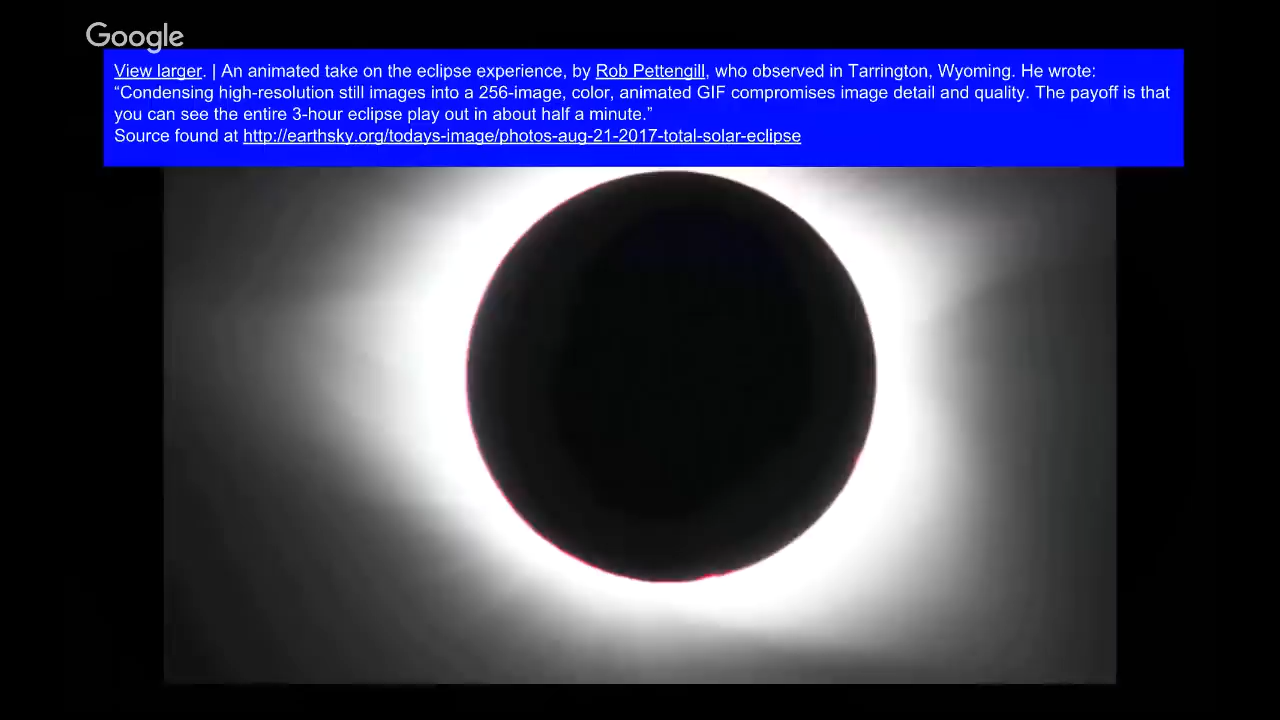 Google
View larger. | An animated take on the eclipse experience, by Rob Pettengill, who observed in Tarrington, Wyoming. He wrote:
“Condensing high-resolution still images into a 256-image, color, animated GIF compromises image detail and quality. The payoff is that
you can see the entire 3-hour eclipse play out in about half a minute.”
Source found at http://earthsky.org/todays-image/photos-aug-21-2017-total-solar-eclipse